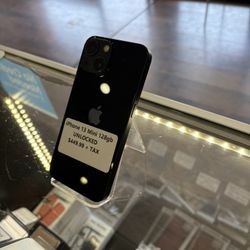 iPhone 13 Mini 128gb
UNLOCKED
$449.99 + TAX